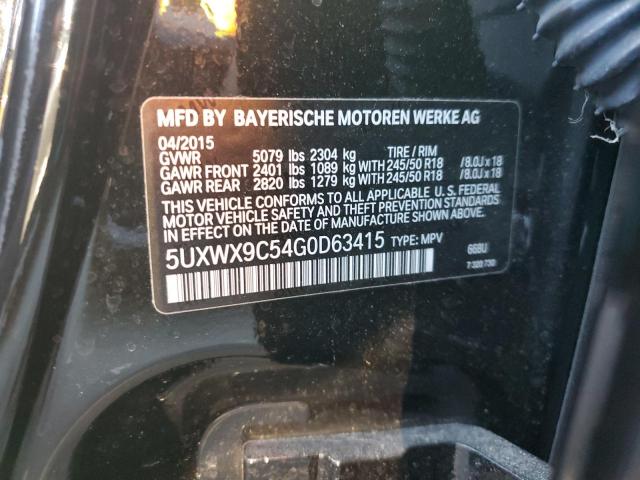 MFD BY BAYERISCHE MOTOREN WERKE AG
04/2015 TIRE / RIM
GVWR 5079 lbs 2304 kg
GAWR FRONT 2401 lbs 1089 kg WITH 245/50 R18 /8.0J x 18
GAWR REAR 2820 lbs 1279 kg WITH 245/50 R18 /8.0J x 18
THIS VEHICLE CONFORMS TO ALL APPLICABLE U.S. FEDERAL
MOTOR VEHICLE SAFETY AND THEFT PREVENTION STANDARDS
IN EFFECT ON THE DATE OF MANUFACTURE SHOWN ABOVE.
5UXWX9C54G0D63415 TYPE: MPV 668U
7 320 730